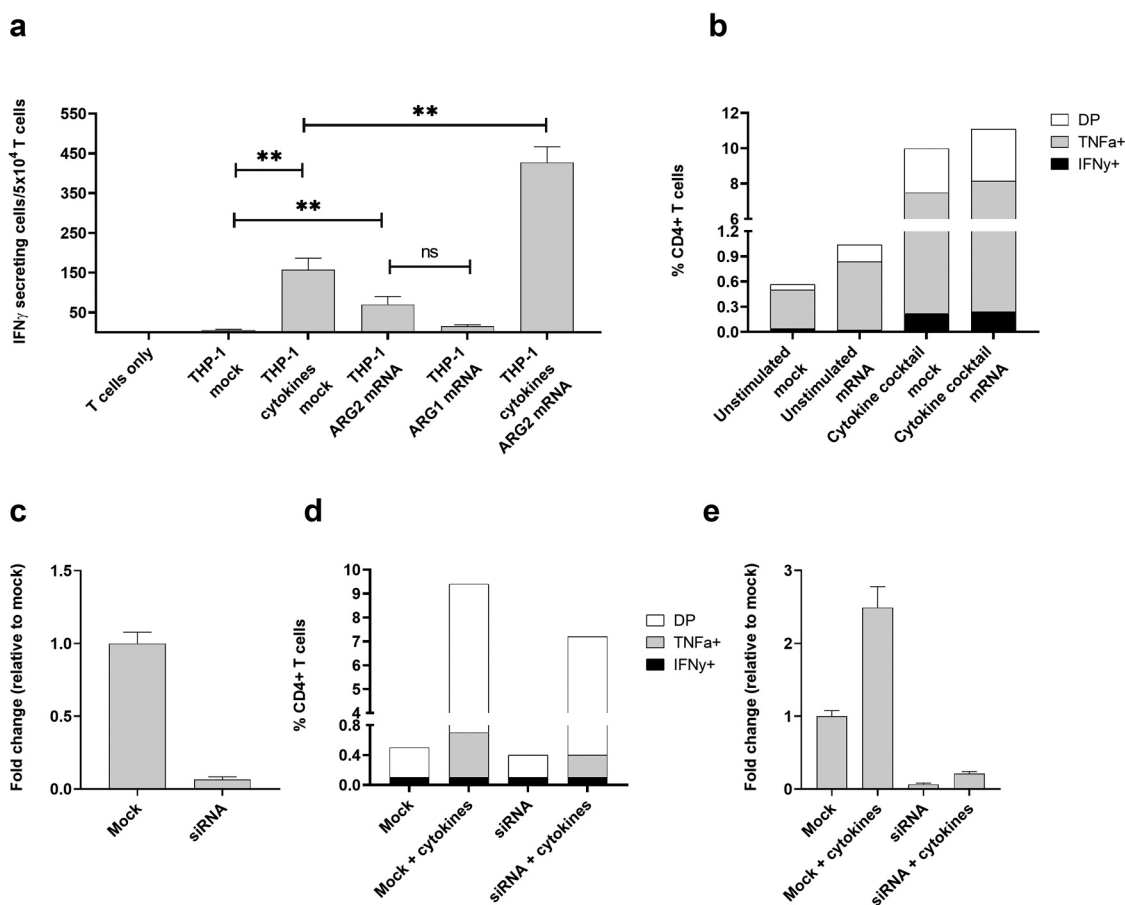 a
IFNγ secreting cells/5x10⁴ T cells
550
450
350
250
150
50
**
**
**
ns
T cells only
THP-1
mock
THP-1
cytokines
mock
THP-1
ARG2 mRNA
THP-1
ARG1 mRNA
THP-1
cytokines
ARG2 mRNA
b
% CD4+ T cells
12
10
8
6
1.2
0.9
0.6
0.3
0.0
DP
TNFa+
IFNy+
Unstimulated
mock
Unstimulated
mRNA
Cytokine cocktail
mock
Cytokine cocktail
mRNA
c
Fold change (relative to mock)
1.5
1.0
0.5
0.0
Mock
siRNA
d
% CD4+ T cells
10
9
8
7
6
5
4
0.8
0.4
0.0
DP
TNFa+
IFNy+
Mock
Mock + cytokines
siRNA
siRNA + cytokines
e
Fold change (relative to mock)
3
2
1
0
Mock
Mock + cytokines
siRNA
siRNA + cytokines